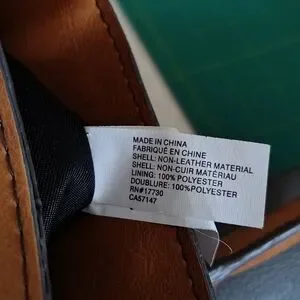 MADE IN CHINA
FABRIQUÉ EN CHINE
SHELL: NON-LEATHER MATERIAL
SHELL: NON-CUIR MATÉRIAU
LINING: 100% POLYESTER
DOUBLURE: 100%POLYESTER
RN#17730
CA57147